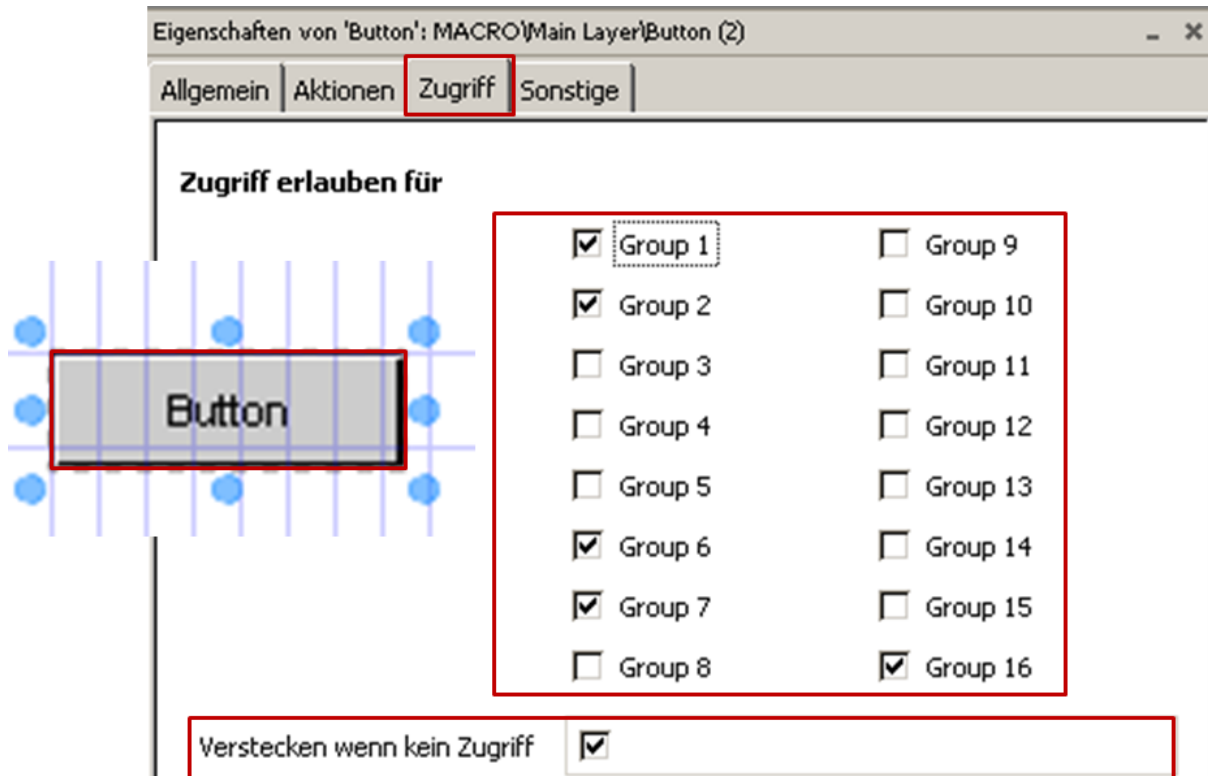 Eigenschaften von 'Button': MACRO\Main Layer\Button (2)
Allgemein Aktionen Zugriff Sonstige
Zugriff erlauben für
Group 1 Group 9
Group 2 Group 10
Group 3 Group 11
Group 4 Group 12
Group 5 Group 13
Group 6 Group 14
Group 7 Group 15
Group 8 Group 16
Button
Verstecken wenn kein Zugriff